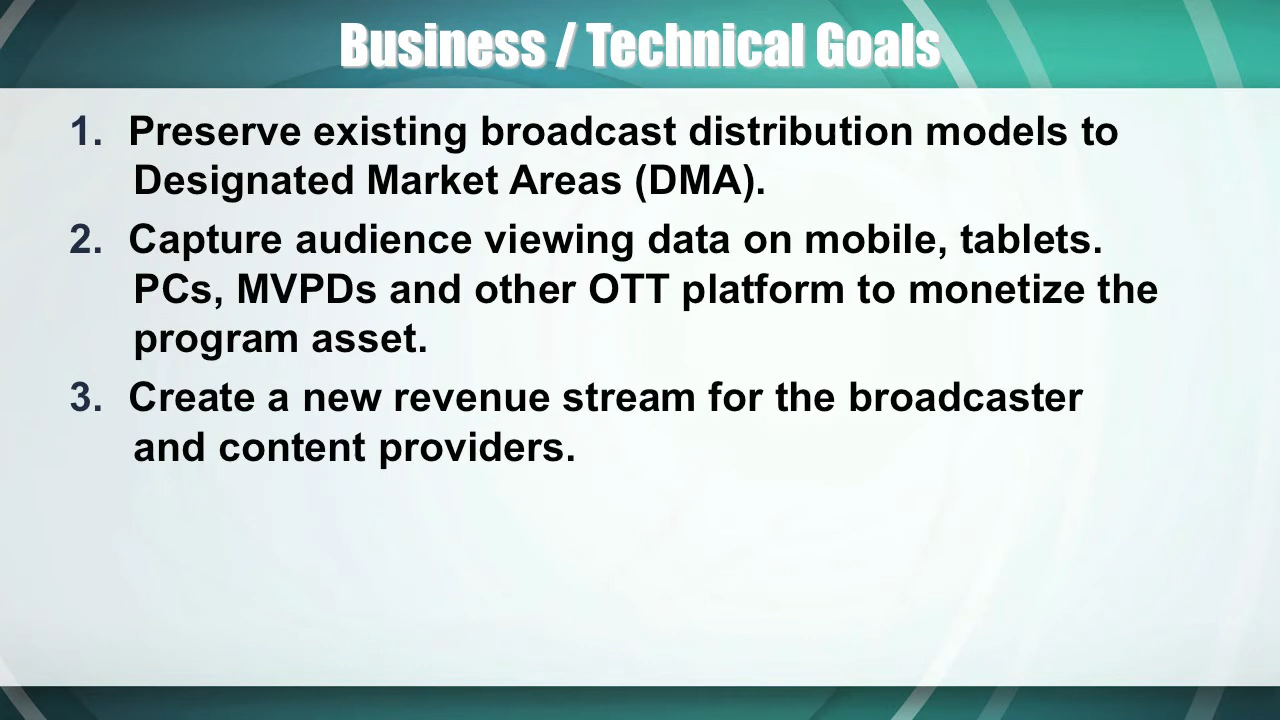 Business / Technical Goals
1. Preserve existing broadcast distribution models to
Designated Market Areas (DMA).
2. Capture audience viewing data on mobile, tablets.
PCs, MVPDs and other OTT platform to monetize the
program asset.
3. Create a new revenue stream for the broadcaster
and content providers.